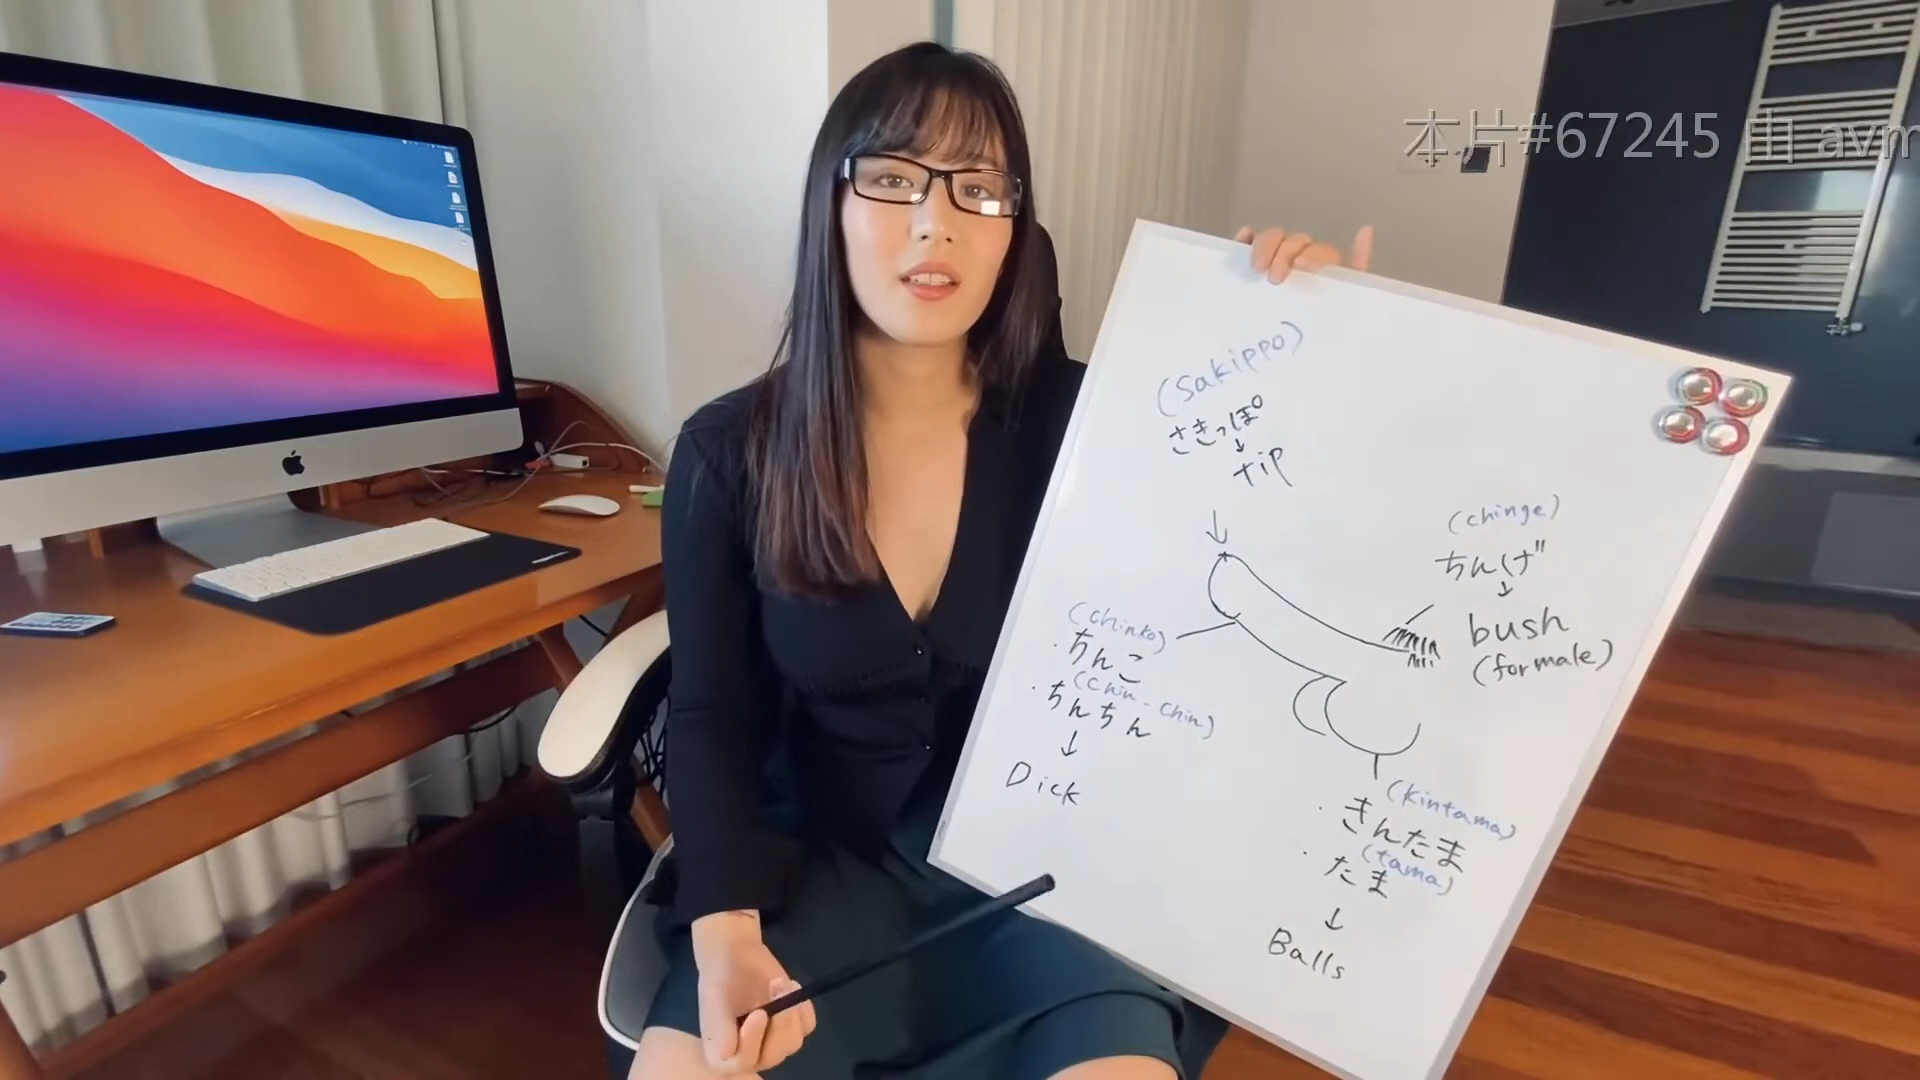 本片#67245 由 avm
(sakippo)
さきっぽ
↓
tip
↓
(chinge)
ちんげ
↓
bush
(for male)
(chinko)
・ちんこ
(chin-chin)
・ちんちん
↓
Dick
(kintama)
・きんたま
(tama)
・たま
↓
Balls